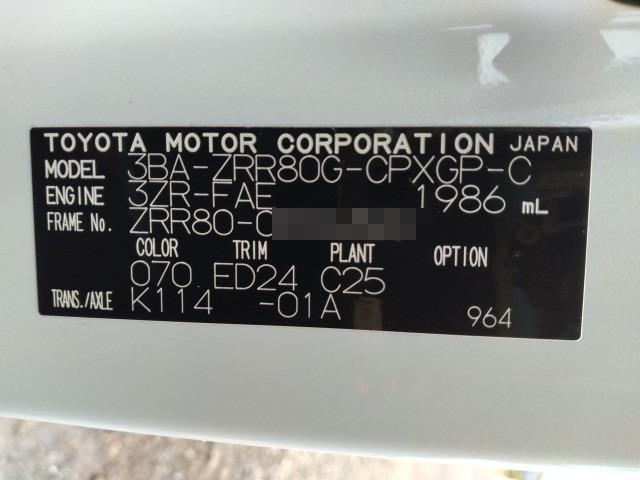 TOYOTA MOTOR CORPORATION JAPAN
MODEL 3BA-ZRR80G-CPXGP-C
ENGINE 3ZR-FAE 1986 mL
FRAME No. ZRR80-0
COLOR TRIM PLANT OPTION
070 ED24 C25
TRANS./AXLE K114 -01A 964